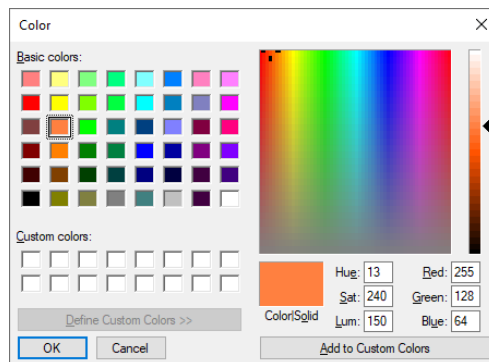 Color
Basic colors:
Custom colors:
Define Custom Colors >>
OK
Cancel
Color|Solid
Hue: 13
Sat: 240
Lum: 150
Red: 255
Green: 128
Blue: 64
Add to Custom Colors